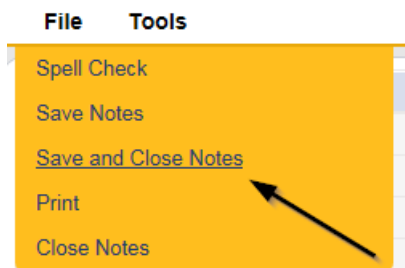 File Tools
Spell Check
Save Notes
Save and Close Notes
Print
Close Notes